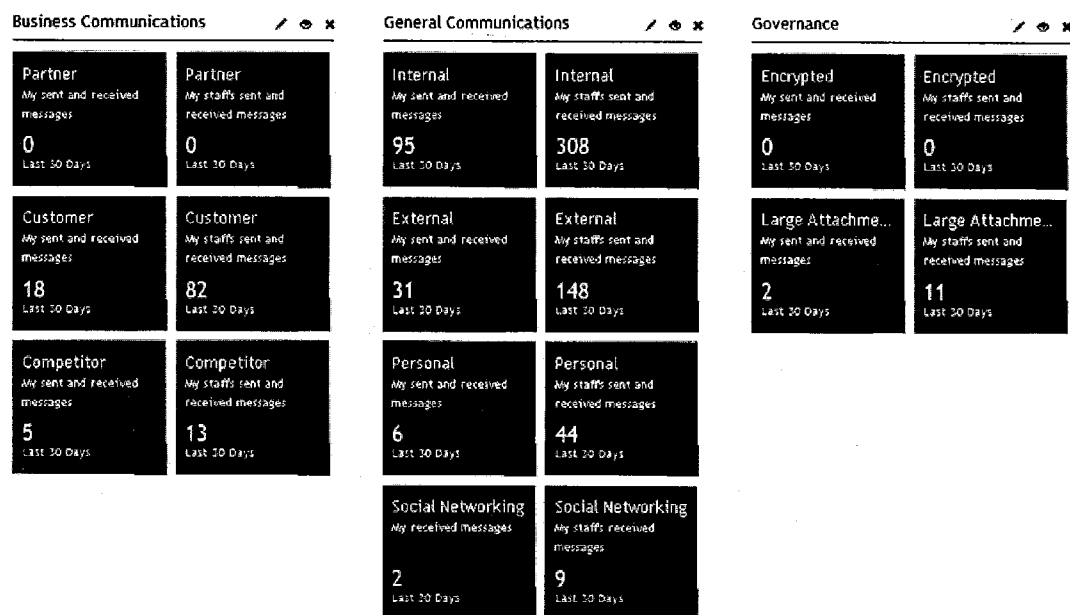 Business Communications
Partner
My sent and received
messages
0
Last 30 Days
Partner
My staff's sent and
received messages
0
Last 30 Days
Customer
My sent and received
messages
18
Last 30 Days
Customer
My staff's sent and
received messages
82
Last 30 Days
Competitor
My sent and received
messages
5
Last 30 Days
Competitor
My staff's sent and
received messages
13
Last 30 Days
General Communications
Internal
My sent and received
messages
95
Last 30 Days
Internal
My staff's sent and
received messages
308
Last 30 Days
External
My sent and received
messages
31
Last 30 Days
External
My staff's sent and
received messages
148
Last 30 Days
Personal
My sent and received
messages
6
Last 30 Days
Personal
My staff's sent and
received messages
44
Last 30 Days
Social Networking
My received messages
2
Last 30 Days
Social Networking
My staff's received
messages
9
Last 30 Days
Governance
Encrypted
My sent and received
messages
0
Last 30 Days
Encrypted
My staff's sent and
received messages
0
Last 30 Days
Large Attachme...
My sent and received
messages
2
Last 30 Days
Large Attachme...
My staff's sent and
received messages
11
Last 30 Days